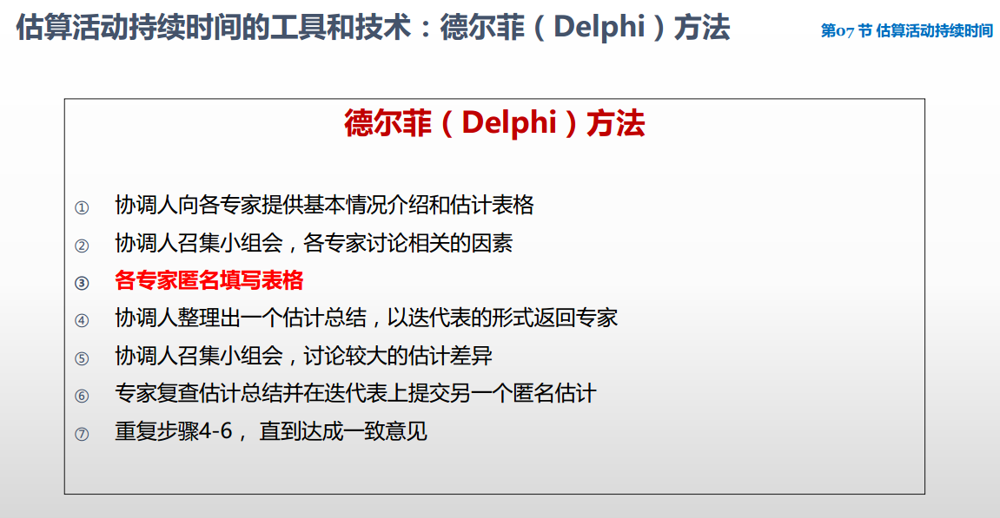 估算活动持续时间的工具和技术：德尔菲（Delphi）方法
第07 节 估算活动持续时间
德尔菲（Delphi）方法
① 协调人向各专家提供基本情况介绍和估计表格
② 协调人召集小组会，各专家讨论相关的因素
③ 各专家匿名填写表格
④ 协调人整理出一个估计总结，以迭代表的形式返回专家
⑤ 协调人召集小组会，讨论较大的估计差异
⑥ 专家复查估计总结并在迭代表上提交另一个匿名估计
⑦ 重复步骤4-6， 直到达成一致意见